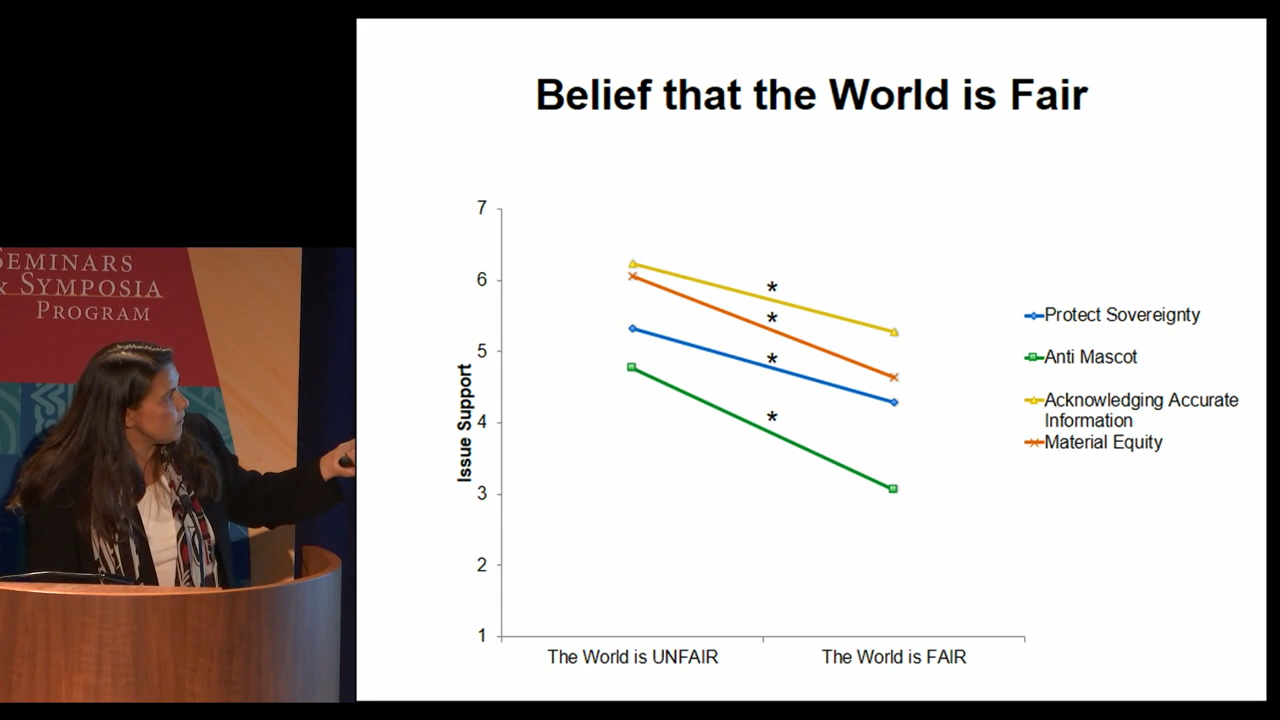 SEMINARS
& SYMPOSIA
PROGRAM
Belief that the World is Fair
7
6
5
4
3
2
1
Issue Support
*
*
*
*
The World is UNFAIR
The World is FAIR
Protect Sovereignty
Anti Mascot
Acknowledging Accurate
Information
Material Equity